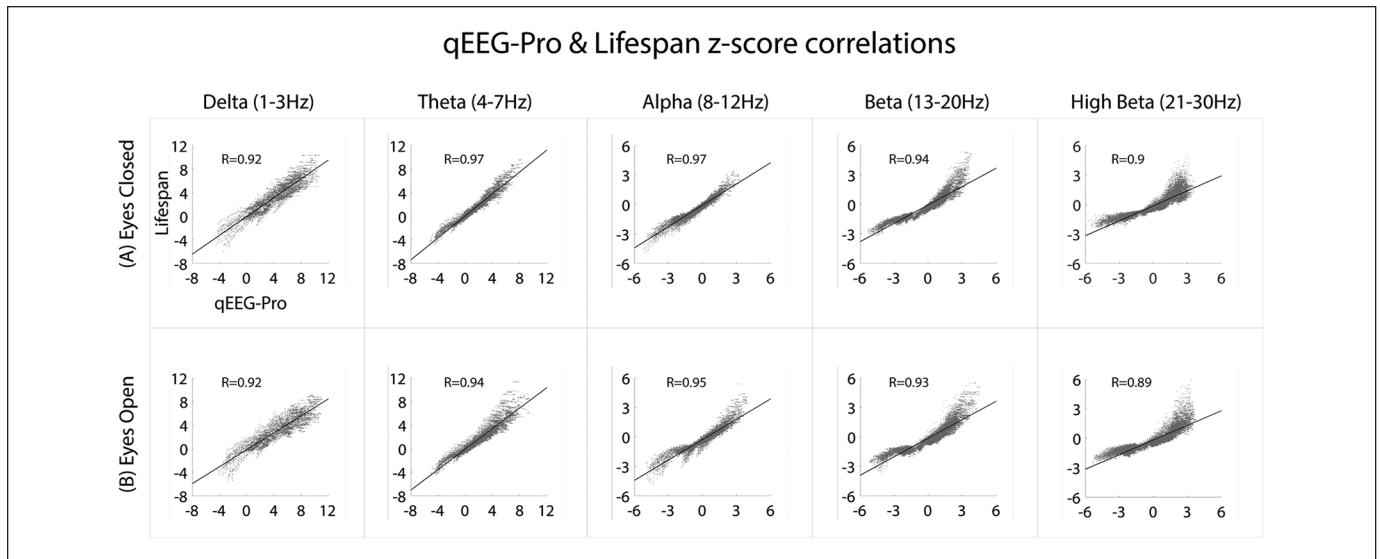 qEEG-Pro & Lifespan z-score correlations
Delta (1-3Hz) Theta (4-7Hz) Alpha (8-12Hz) Beta (13-20Hz) High Beta (21-30Hz)
(A) Eyes Closed
Lifespan
12 8 4 0 -4 -8
R=0.92
-8 -4 0 4 8 12
qEEG-Pro
12 8 4 0 -4 -8
R=0.97
-8 -4 0 4 8 12
6 3 0 -3 -6
R=0.97
-6 -3 0 3 6
6 3 0 -3 -6
R=0.94
-6 -3 0 3 6
6 3 0 -3 -6
R=0.9
-6 -3 0 3 6
(B) Eyes Open
12 8 4 0 -4 -8
R=0.92
-8 -4 0 4 8 12
12 8 4 0 -4 -8
R=0.94
-8 -4 0 4 8 12
6 3 0 -3 -6
R=0.95
-6 -3 0 3 6
6 3 0 -3 -6
R=0.93
-6 -3 0 3 6
6 3 0 -3 -6
R=0.89
-6 -3 0 3 6